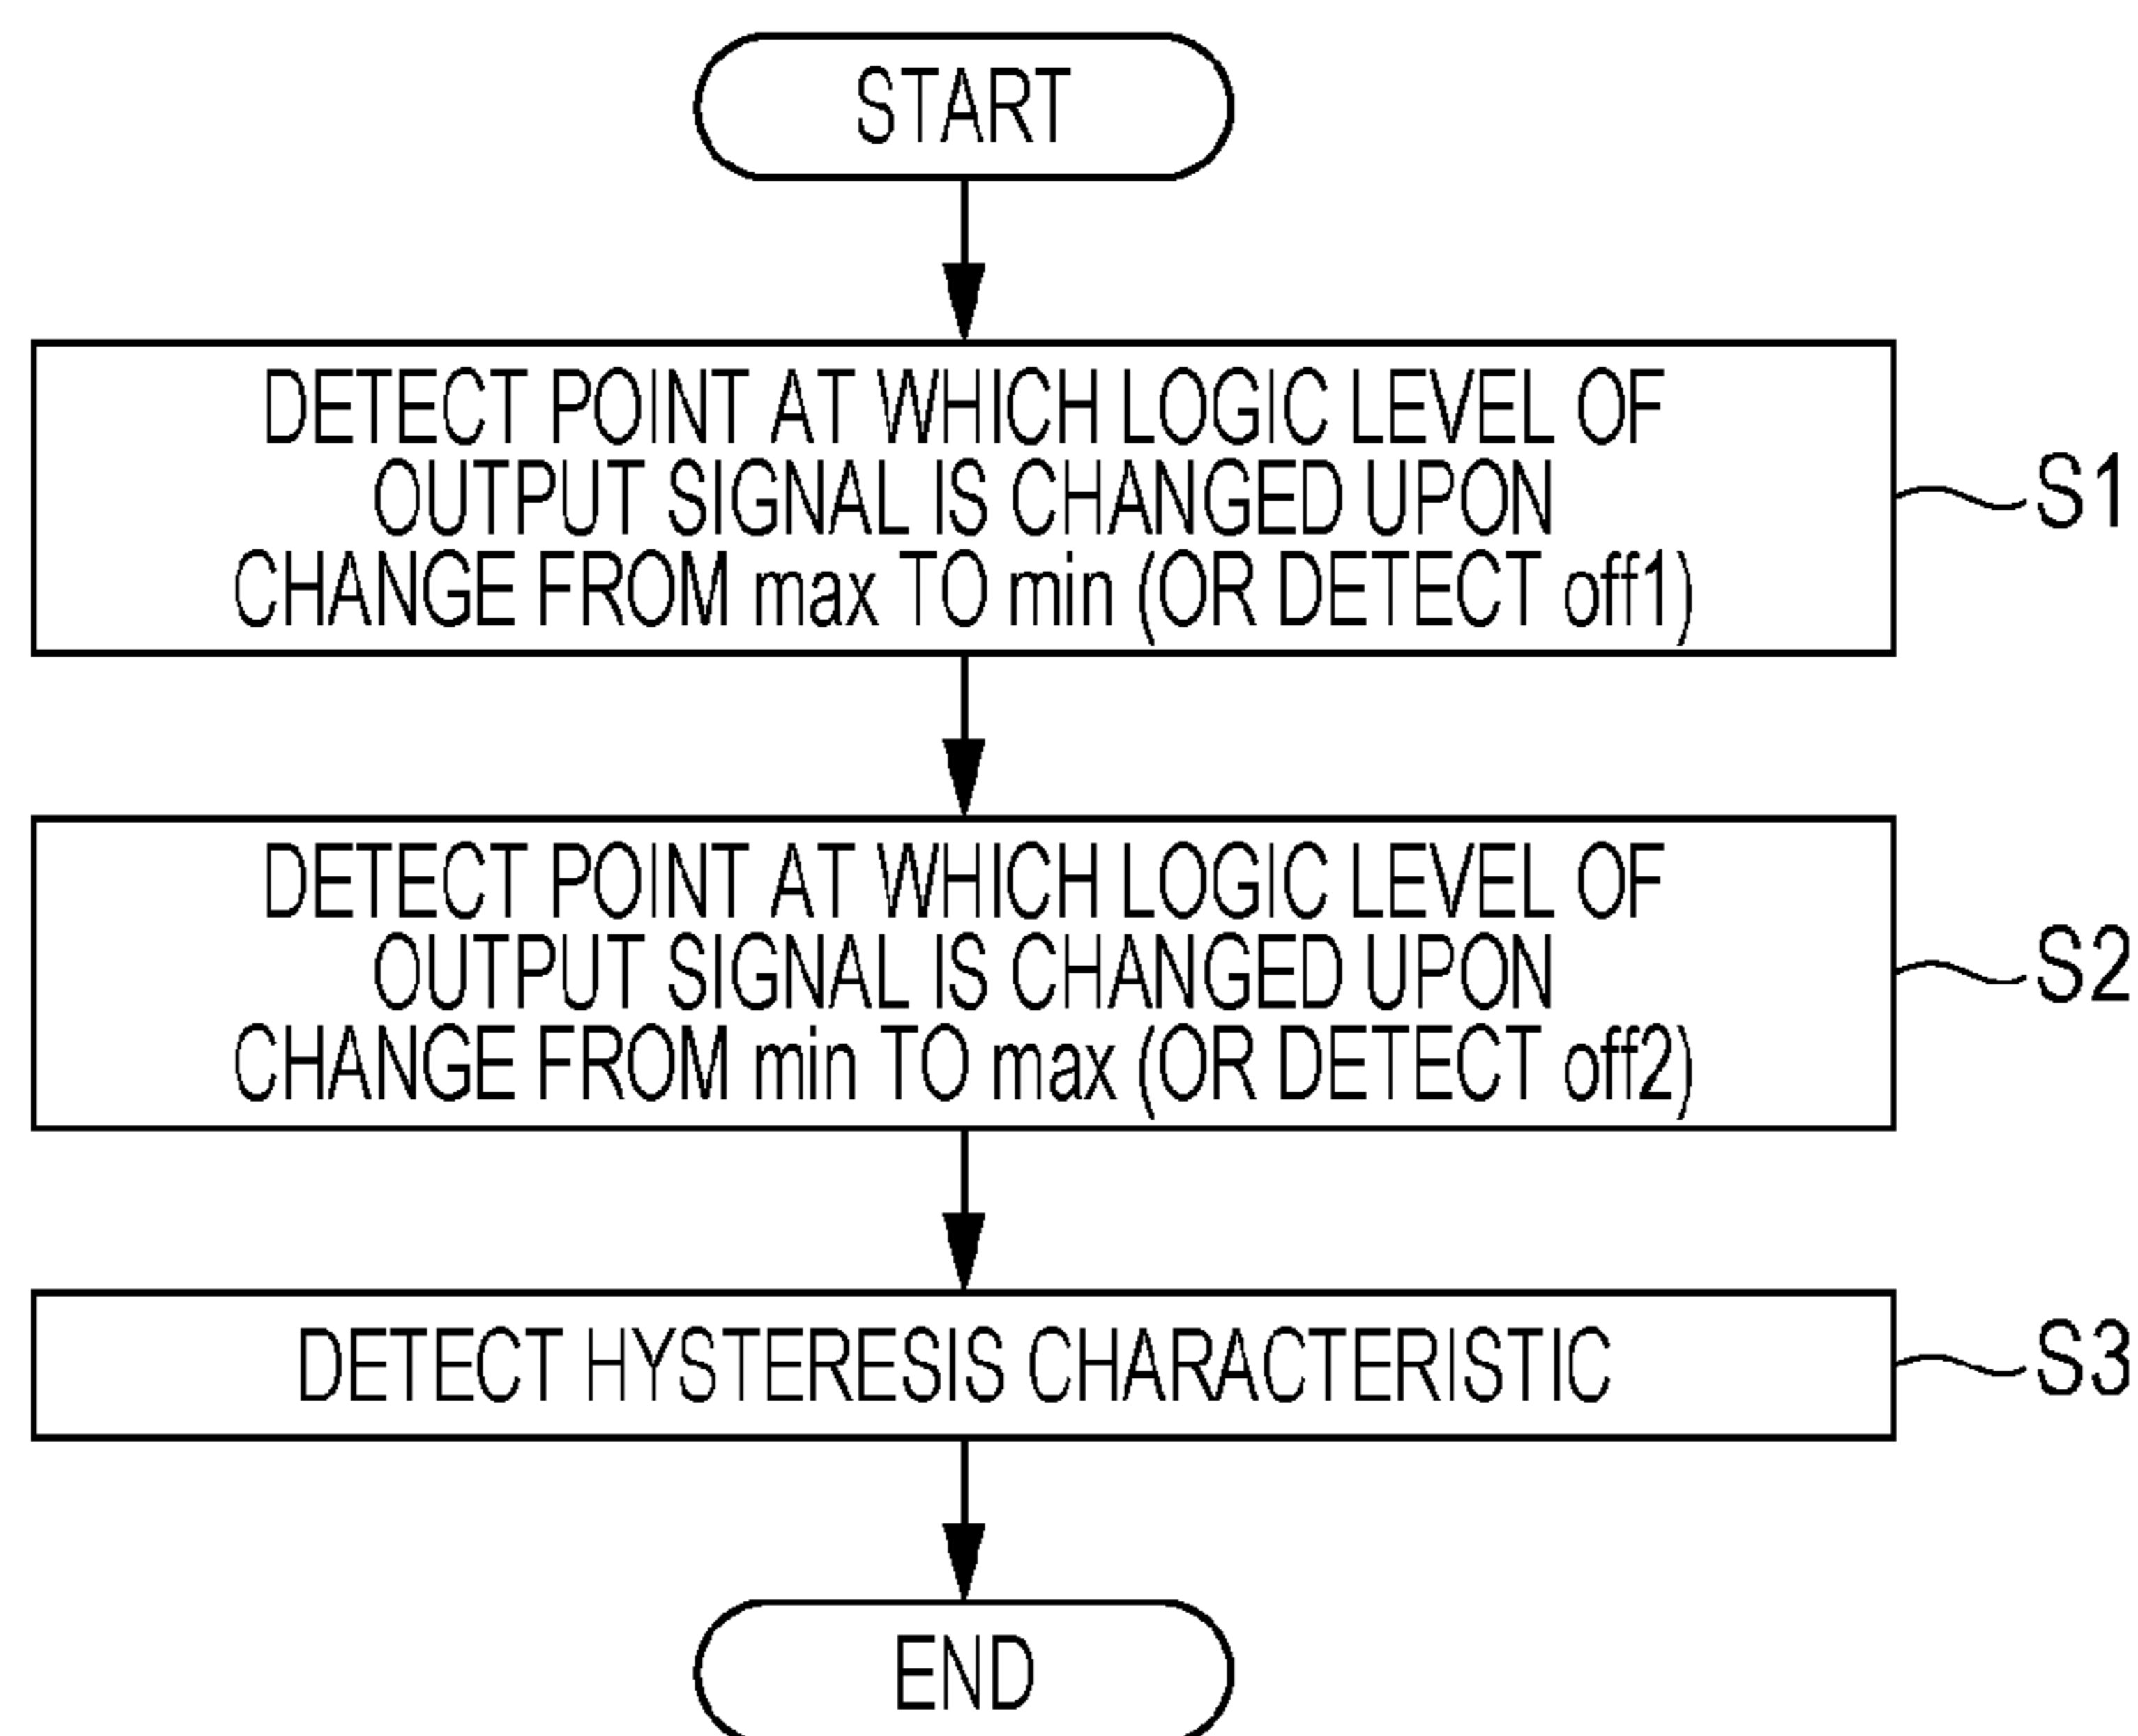 START
DETECT POINT AT WHICH LOGIC LEVEL OF
OUTPUT SIGNAL IS CHANGED UPON
CHANGE FROM max TO min (OR DETECT off1)
S1
DETECT POINT AT WHICH LOGIC LEVEL OF
OUTPUT SIGNAL IS CHANGED UPON
CHANGE FROM min TO max (OR DETECT off2)
S2
DETECT HYSTERESIS CHARACTERISTIC
S3
END